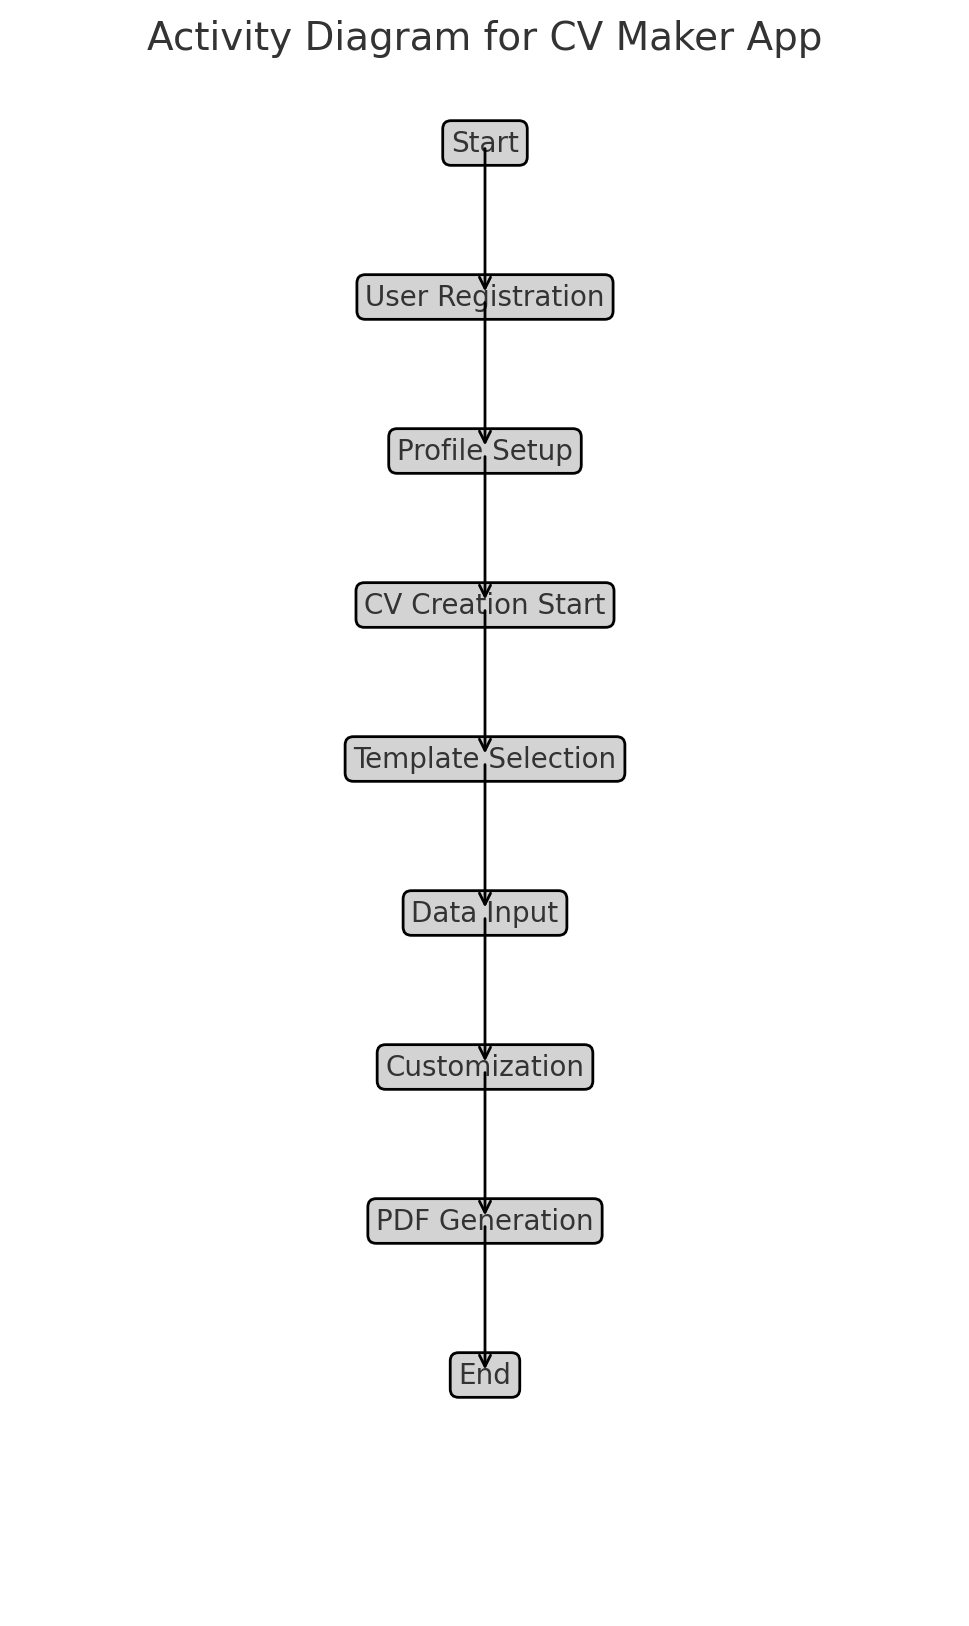 Activity Diagram for CV Maker App
Start
User Registration
Profile Setup
CV Creation Start
Template Selection
Data Input
Customization
PDF Generation
End